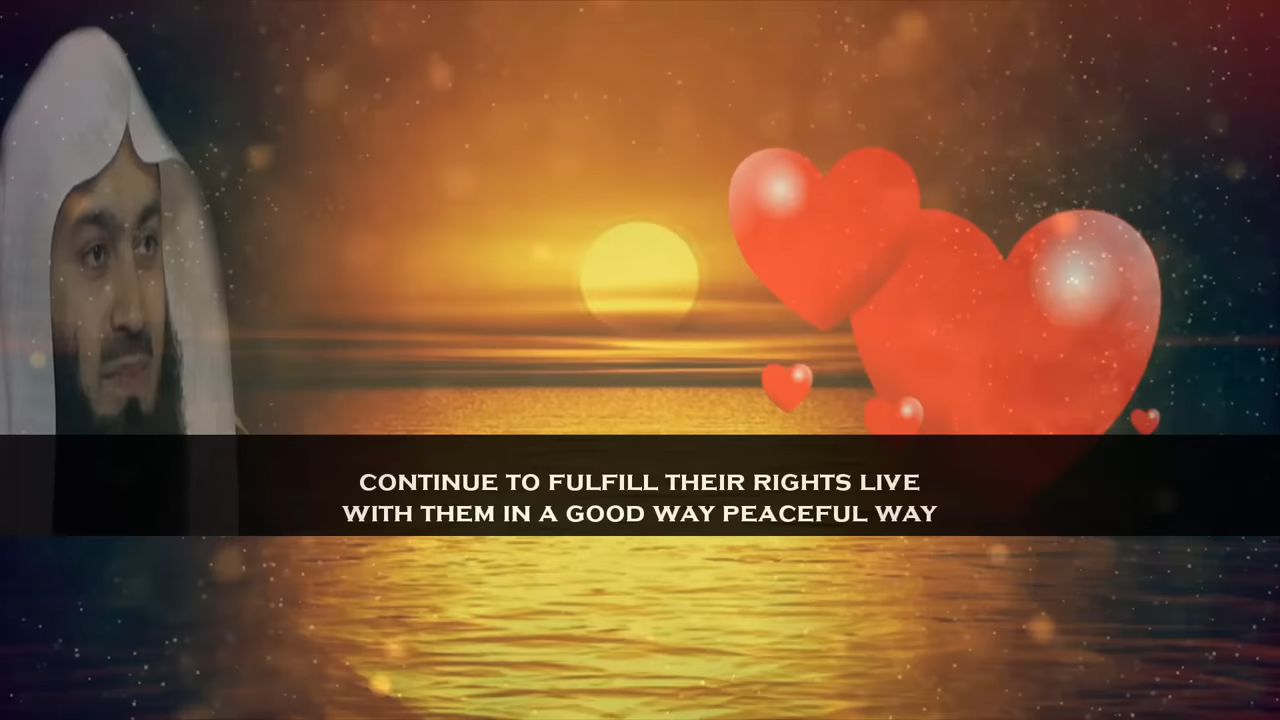 CONTINUE TO FULFILL THEIR RIGHTS LIVE
WITH THEM IN A GOOD WAY PEACEFUL WAY